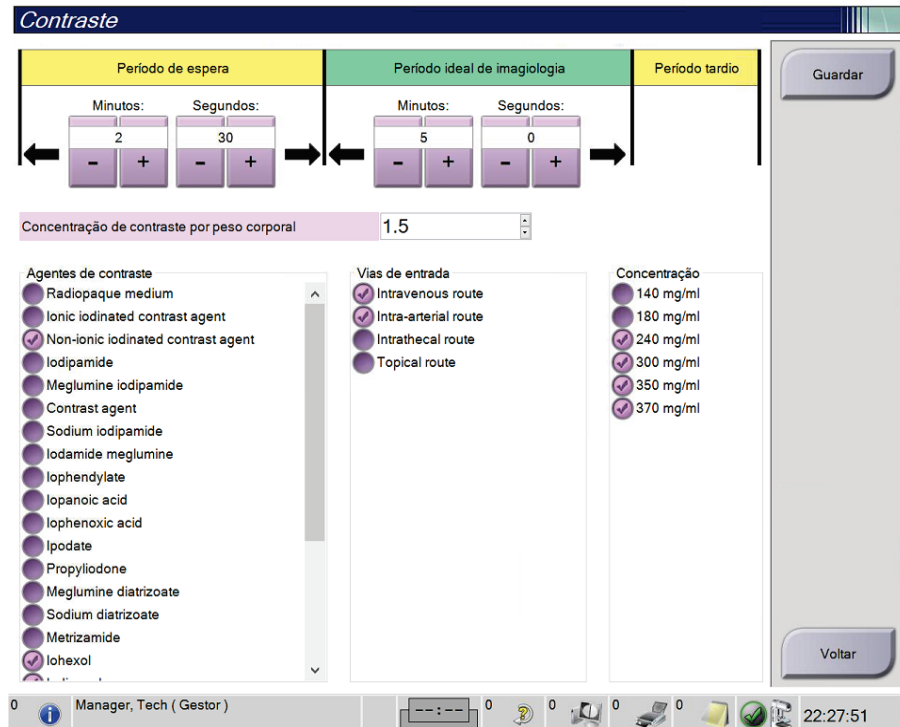 Contraste
Período de espera
Período ideal de imagiologia
Período tardio
Guardar
Minutos:
Segundos:
Minutos:
Segundos:
2
30
5
0
- + - + - + - +
Concentração de contraste por peso corporal
1.5
Agentes de contraste
Radiopaque medium
Ionic iodinated contrast agent
Non-ionic iodinated contrast agent
Iodipamide
Meglumine iodipamide
Contrast agent
Sodium iodipamide
Iodamide meglumine
Iophendylate
Iopanoic acid
Iophenoxic acid
Ipodate
Propyliodone
Meglumine diatrizoate
Sodium diatrizoate
Metrizamide
Iohexol
Vias de entrada
Intravenous route
Intra-arterial route
Intrathecal route
Topical route
Concentração
140 mg/ml
180 mg/ml
240 mg/ml
300 mg/ml
350 mg/ml
370 mg/ml
Voltar
0
Manager, Tech ( Gestor )
--:--
0
0
0
0
22:27:51